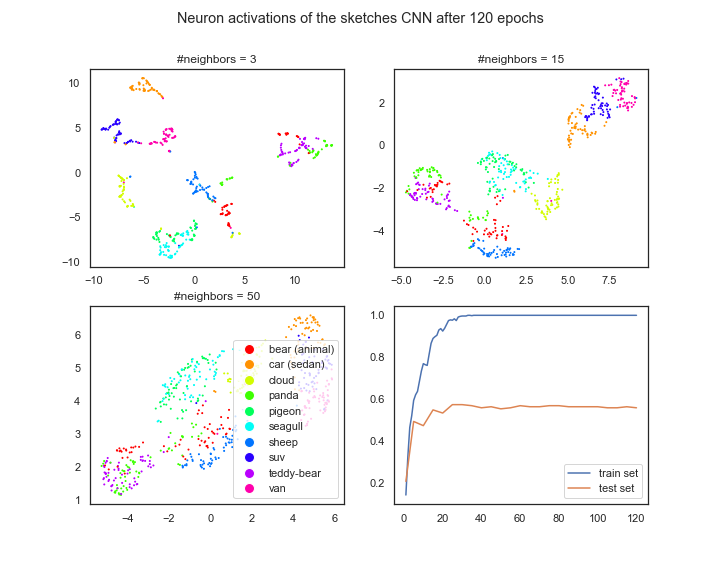 Neuron activations of the sketches CNN after 120 epochs
#neighbors = 3
10
5
0
−5
−10
−10
−5
0
5
10
#neighbors = 15
2
0
−2
−4
−5.0
−2.5
0.0
2.5
5.0
7.5
#neighbors = 50
6
5
4
3
2
1
−4
−2
0
2
4
6
bear (animal)
car (sedan)
cloud
panda
pigeon
seagull
sheep
suv
teddy-bear
van
1.0
0.8
0.6
0.4
0.2
0
20
40
60
80
100
120
train set
test set